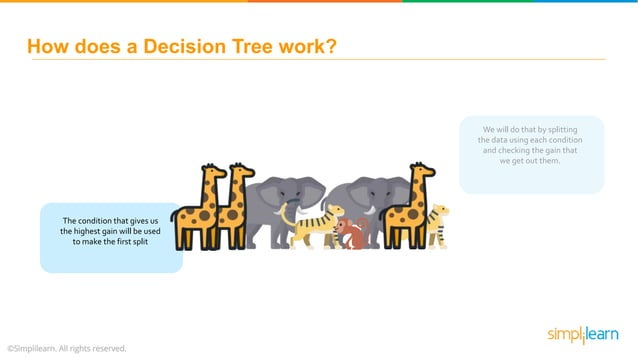 How does a Decision Tree work?
We will do that by splitting
the data using each condition
and checking the gain that
we get out them.
The condition that gives us
the highest gain will be used
to make the first split
simplilearn
©Simplilearn. All rights reserved.